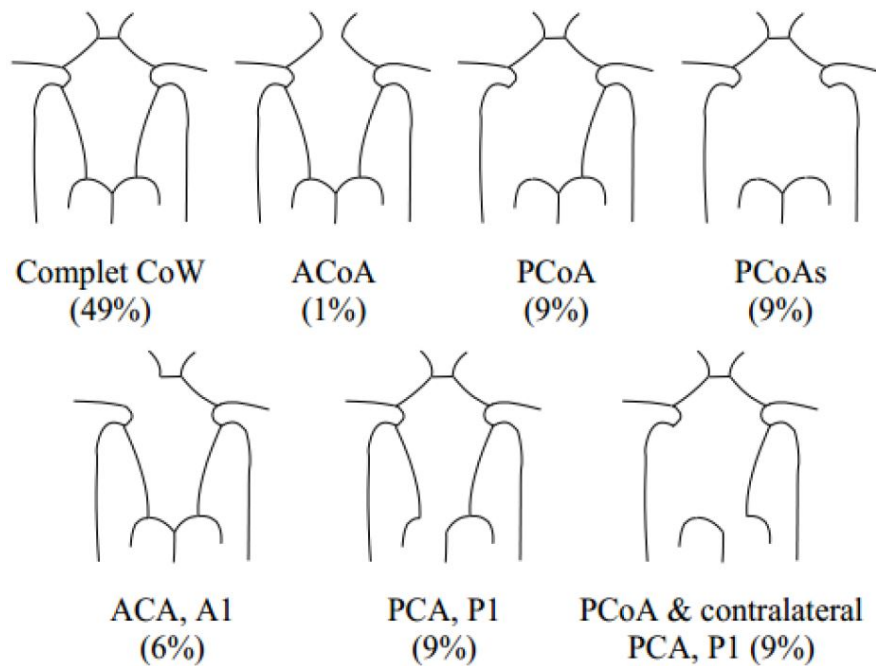 Complet CoW ACoA PCoA PCoAs
(49%) (1%) (9%) (9%)
ACA, A1 PCA, P1 PCoA & contralateral
(6%) (9%) PCA, P1 (9%)